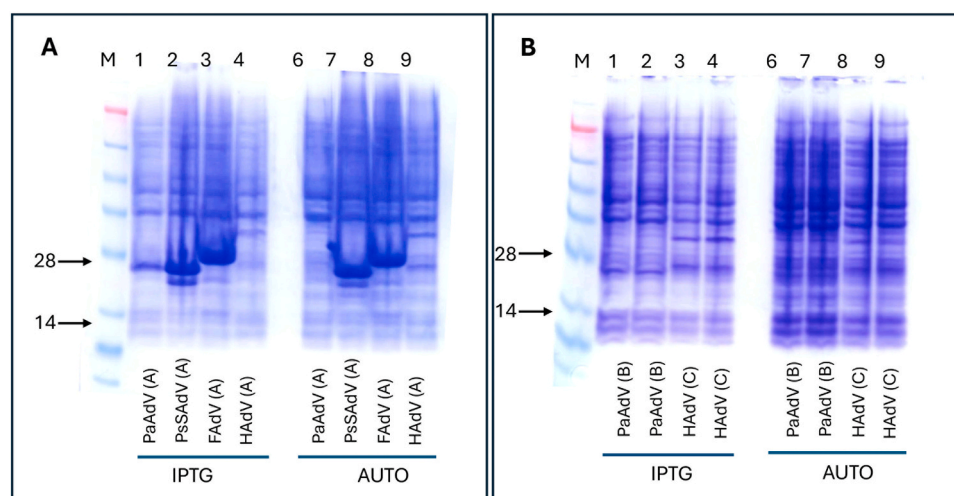 A
M 1 2 3 4 6 7 8 9
28
14
PaAdV (A) PsSAdV (A) FAdV (A) HAdV (A) PaAdV (A) PsSAdV (A) FAdV (A) HAdV (A)
IPTG AUTO
B
M 1 2 3 4 6 7 8 9
28
14
PaAdV (B) PaAdV (B) HAdV (C) HAdV (C) PaAdV (B) PaAdV (B) HAdV (C) HAdV (C)
IPTG AUTO